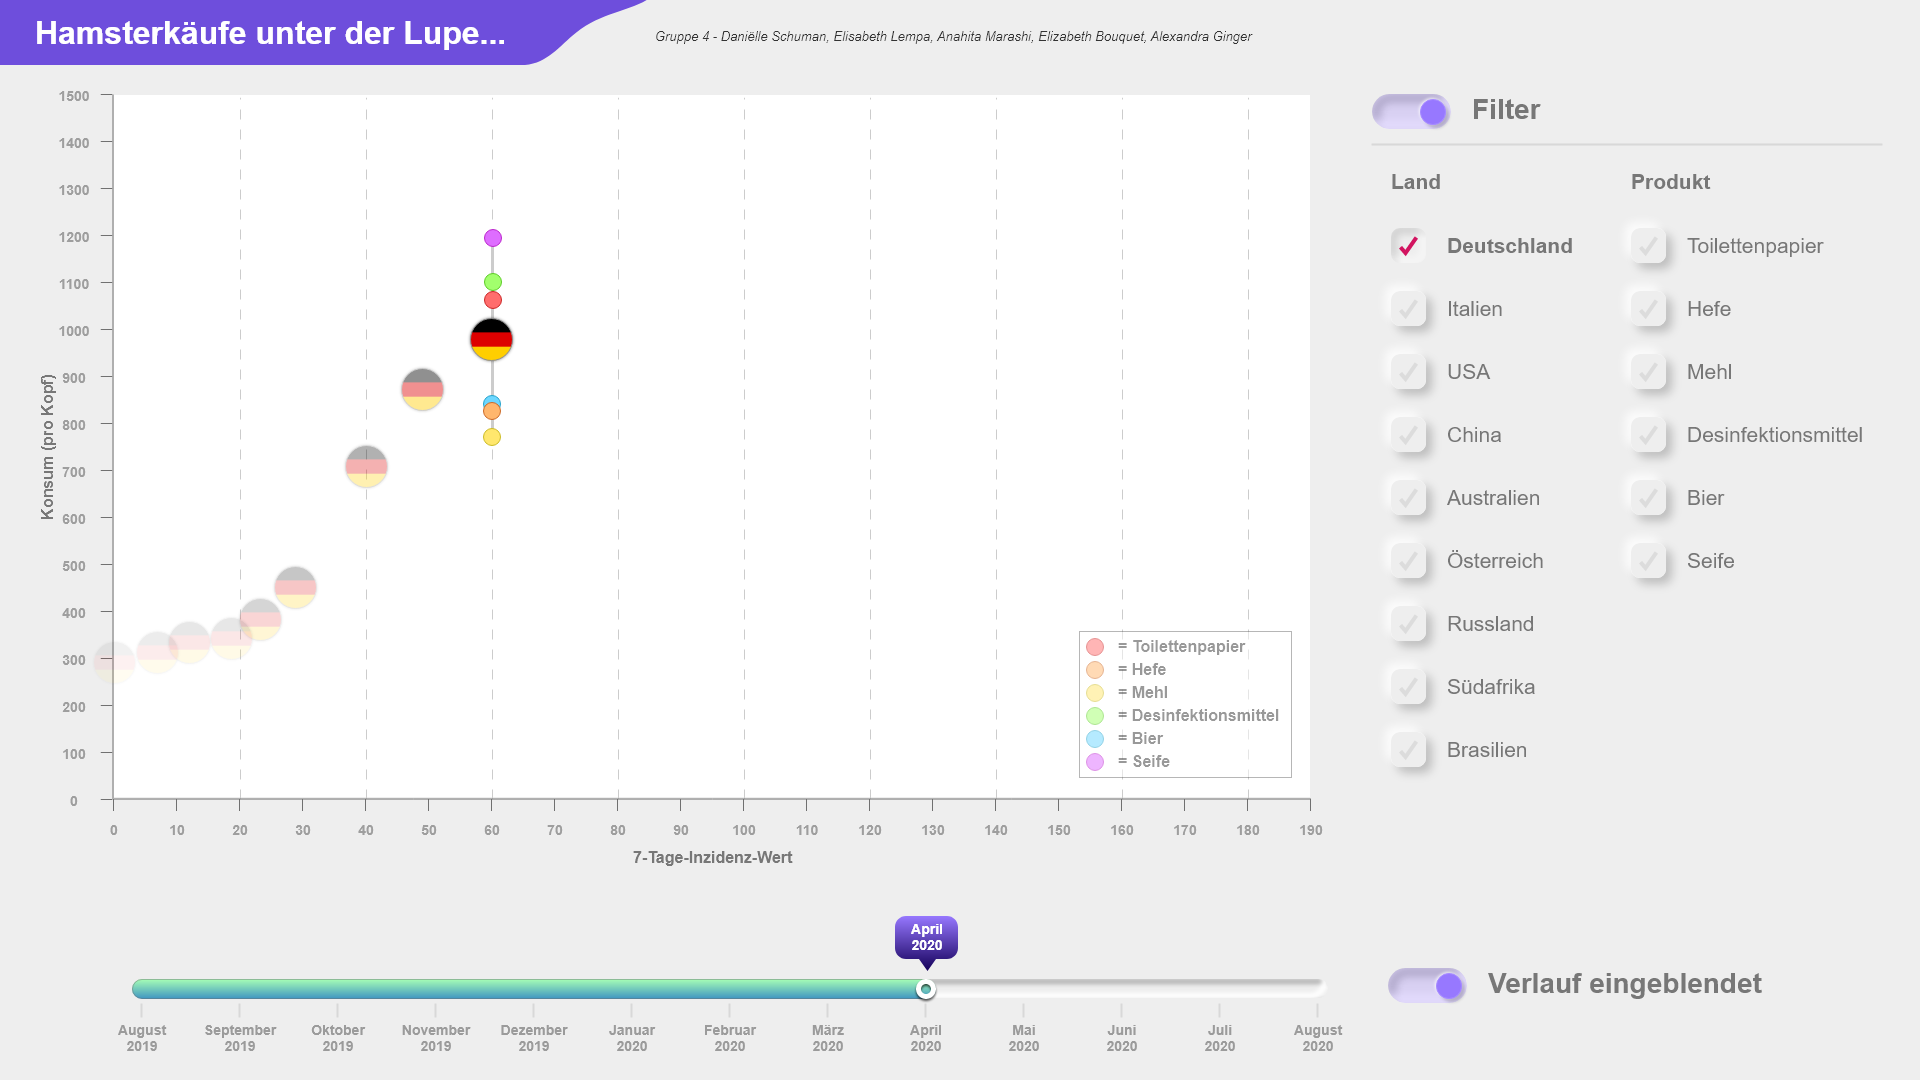 Hamsterkäufe unter der Lupe...
Gruppe 4 - Daniëlle Schuman, Elisabeth Lempa, Anahita Marashi, Elizabeth Bouquet, Alexandra Ginger
1500
1400
1300
1200
1100
1000
900
800
700
600
500
400
300
200
100
0
Konsum (pro Kopf)
0 10 20 30 40 50 60 70 80 90 100 110 120 130 140 150 160 170 180 190
7-Tage-Inzidenz-Wert
= Toilettenpapier
= Hefe
= Mehl
= Desinfektionsmittel
= Bier
= Seife
Filter
Land
Deutschland
Italien
USA
China
Australien
Österreich
Russland
Südafrika
Brasilien
Produkt
Toilettenpapier
Hefe
Mehl
Desinfektionsmittel
Bier
Seife
April
2020
August
2019
September
2019
Oktober
2019
November
2019
Dezember
2019
Januar
2020
Februar
2020
März
2020
April
2020
Mai
2020
Juni
2020
Juli
2020
August
2020
Verlauf eingeblendet